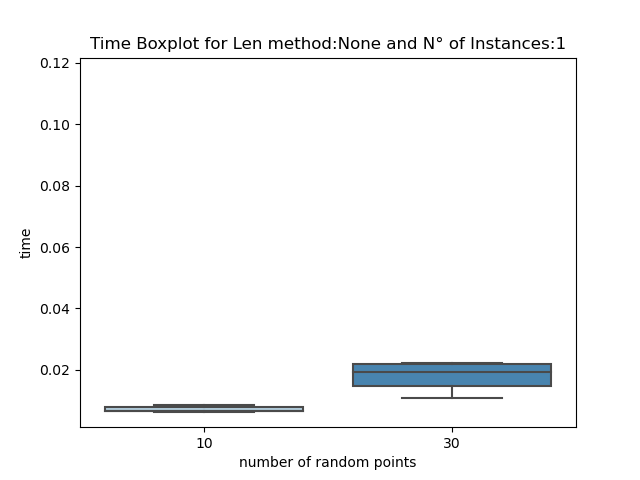 Time Boxplot for Len method:None and N° of Instances:1
0.12
0.10
0.08
0.06
0.04
0.02
time
10 30
number of random points